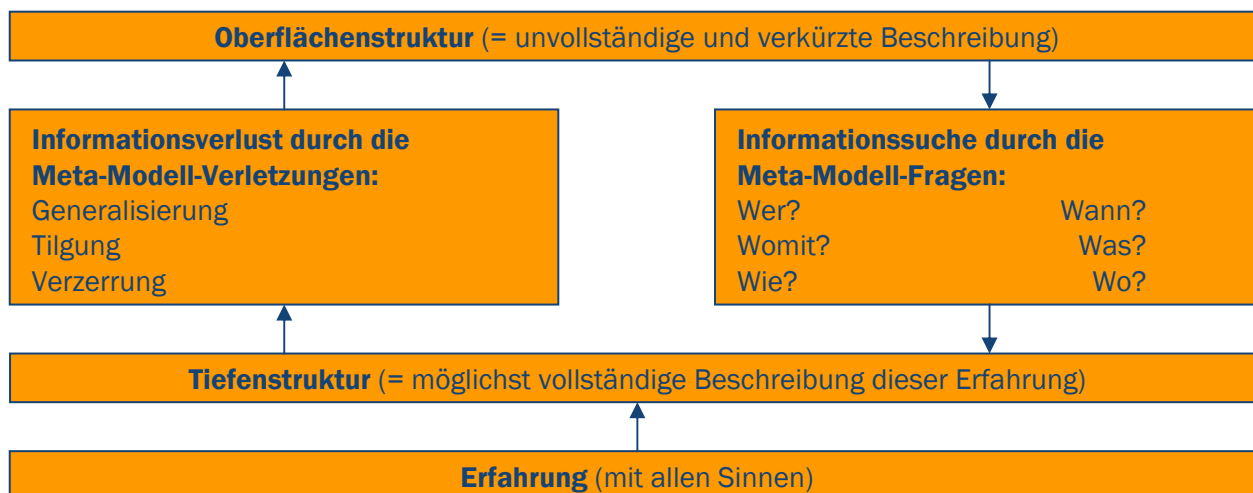 Oberflächenstruktur (= unvollständige und verkürzte Beschreibung)
Informationsverlust durch die
Meta-Modell-Verletzungen:
Generalisierung
Tilgung
Verzerrung
Informationssuche durch die
Meta-Modell-Fragen:
Wer? Wann?
Womit? Was?
Wie? Wo?
Tiefenstruktur (= möglichst vollständige Beschreibung dieser Erfahrung)
Erfahrung (mit allen Sinnen)